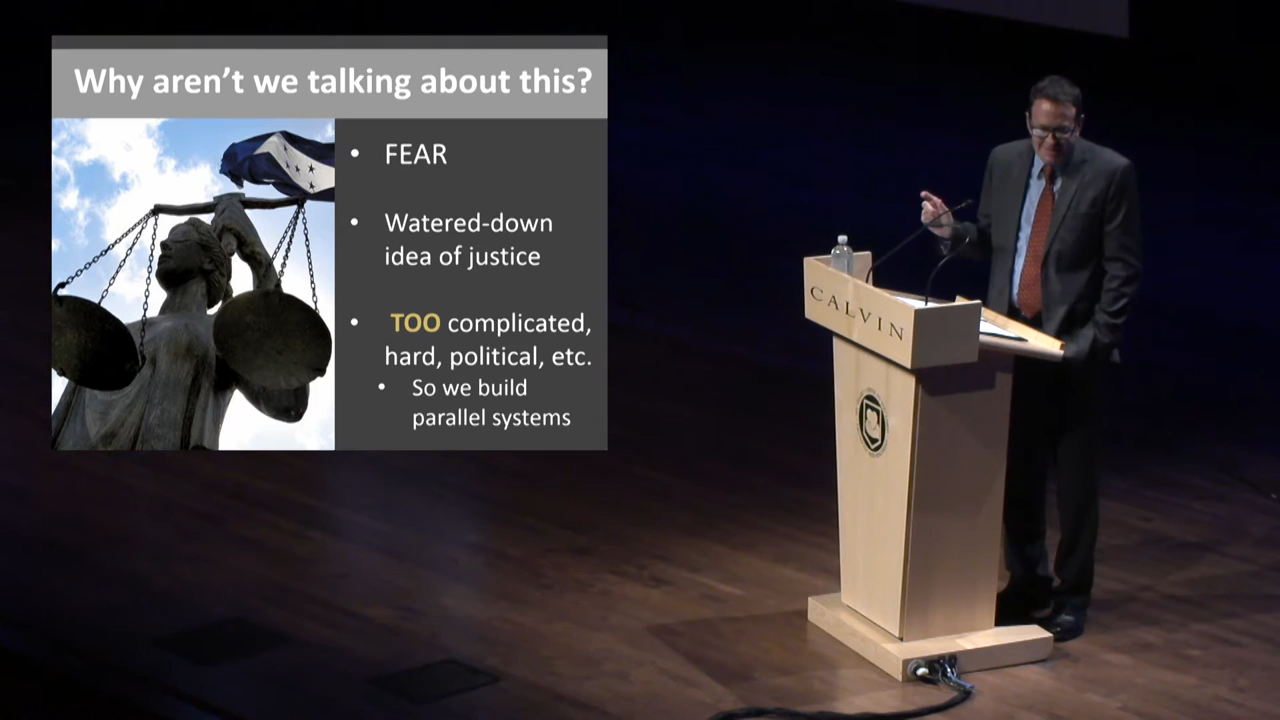 Why aren't we talking about this?
• FEAR
• Watered-down
idea of justice
• TOO complicated,
hard, political, etc.
• So we build
parallel systems
CALVIN